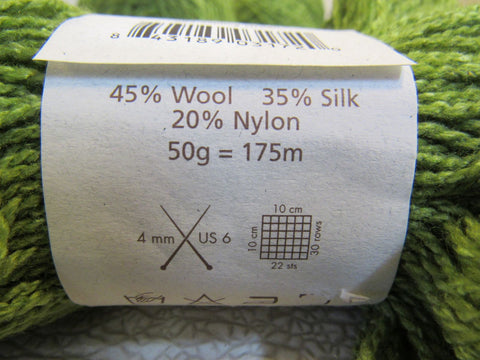 45% Wool 35% Silk
20% Nylon
50g = 175m
10 cm
4 mm US 6
10 cm
30 rows
22 sts